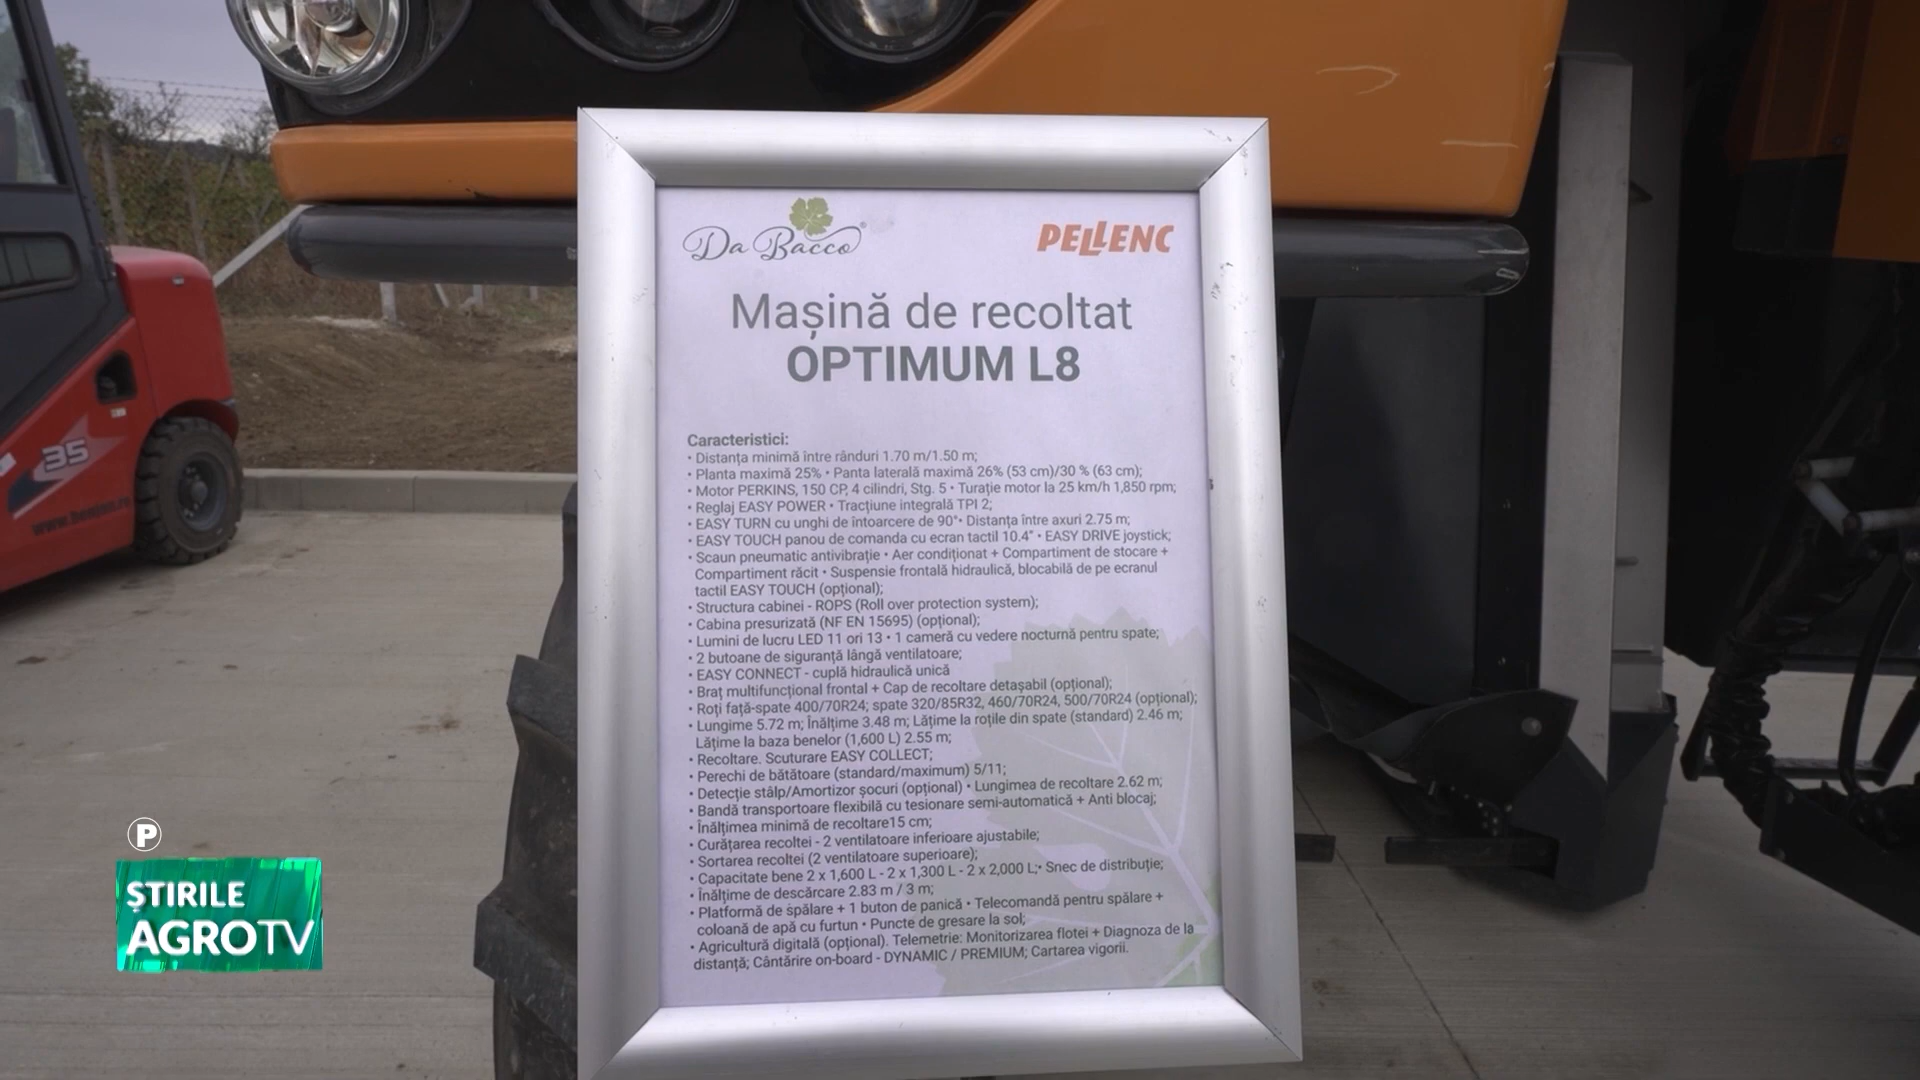 Da Bacco®
PELLENC
Mașină de recoltat
OPTIMUM L8
Caracteristici:
• Distanța minimă între rânduri 1.70 m/1.50 m;
• Planta maximă 25% • Panta laterală maximă 26% (53 cm)/30 % (63 cm);
• Motor PERKINS, 150 CP, 4 cilindri, Stg. 5 • Turație motor la 25 km/h 1,850 rpm;
• Reglaj EASY POWER • Tracțiune integrală TPI 2;
• EASY TURN cu unghi de întoarcere de 90°• Distanța între axuri 2.75 m;
• EASY TOUCH panou de comanda cu ecran tactil 10.4" • EASY DRIVE joystick;
• Scaun pneumatic antivibrație • Aer condiționat + Compartiment de stocare +
Compartiment răcit • Suspensie frontală hidraulică, blocabilă de pe ecranul
tactil EASY TOUCH (opțional);
• Structura cabinei - ROPS (Roll over protection system);
• Cabina presurizată (NF EN 15695) (opțional);
• Lumini de lucru LED 11 ori 13 • 1 cameră cu vedere nocturnă pentru spate;
• 2 butoane de siguranță lângă ventilatoare;
• EASY CONNECT - cuplă hidraulică unică
• Braț multifuncțional frontal + Cap de recoltare detașabil (opțional);
• Roți față-spate 400/70R24; spate 320/85R32, 460/70R24, 500/70R24 (opțional);
• Lungime 5.72 m; Înălțime 3.48 m; Lățime la roțile din spate (standard) 2.46 m;
Lățime la baza benelor (1,600 L) 2.55 m;
• Recoltare. Scuturare EASY COLLECT;
• Perechi de bătătoare (standard/maximum) 5/11;
• Detecție stâlp/Amortizor șocuri (opțional) • Lungimea de recoltare 2.62 m;
• Bandă transportoare flexibilă cu tesionare semi-automatică + Anti blocaj;
• Înălțimea minimă de recoltare15 cm;
• Curățarea recoltei - 2 ventilatoare inferioare ajustabile;
• Sortarea recoltei (2 ventilatoare superioare);
• Capacitate bene 2 x 1,600 L - 2 x 1,300 L - 2 x 2,000 L;• Snec de distribuție;
• Înălțime de descărcare 2.83 m / 3 m;
• Platformă de spălare + 1 buton de panică • Telecomandă pentru spălare +
coloană de apă cu furtun • Puncte de gresare la sol;
• Agricultură digitală (opțional). Telemetrie: Monitorizarea flotei + Diagnoza de la
distanță; Cântărire on-board - DYNAMIC / PREMIUM; Cartarea vigorii.
35
P
ȘTIRILE
AGROTV